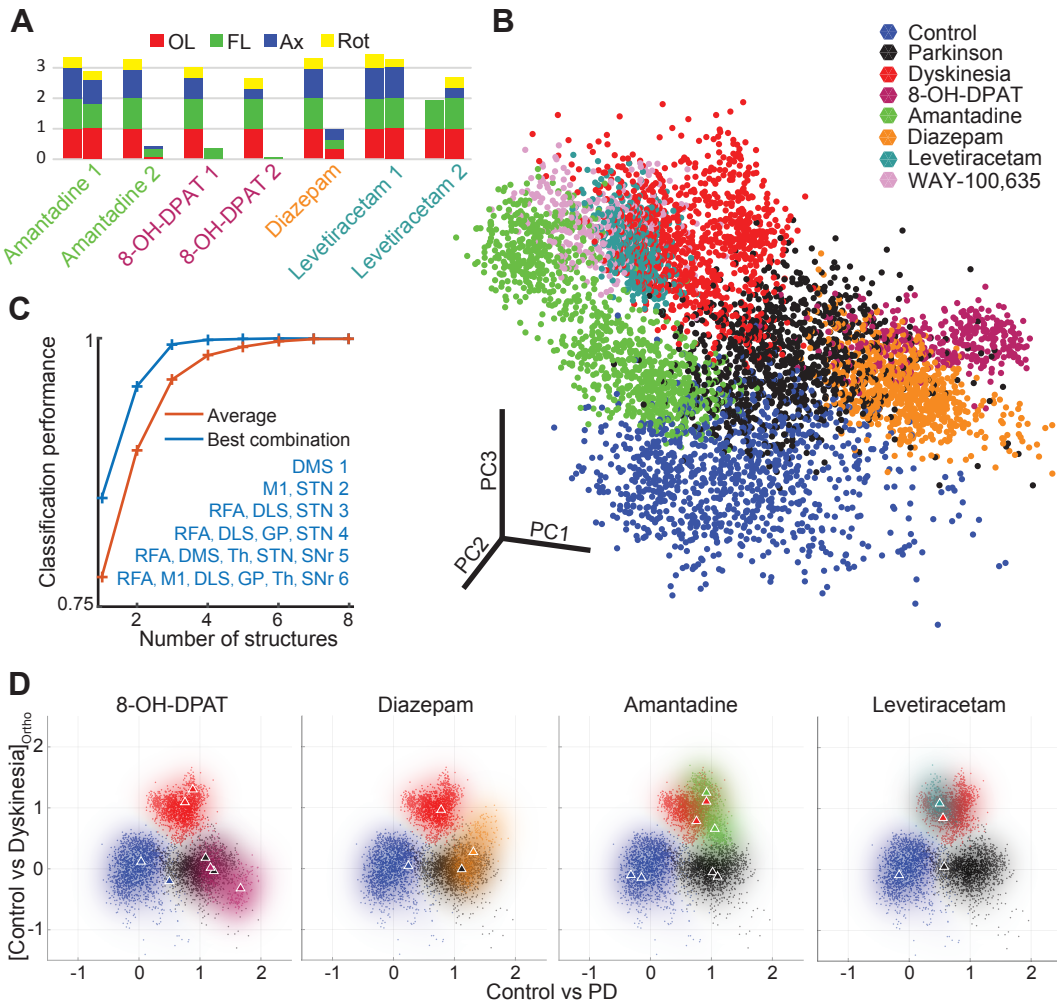 A
OL FL Ax Rot
3
2
1
0
Amantadine 1
Amantadine 2
8-OH-DPAT 1
8-OH-DPAT 2
Diazepam
Levetiracetam 1
Levetiracetam 2
B
Control
Parkinson
Dyskinesia
8-OH-DPAT
Amantadine
Diazepam
Levetiracetam
WAY-100,635
PC3
PC2
PC1
C
Classification performance
1
0.75
Average
Best combination
DMS 1
M1, STN 2
RFA, DLS, STN 3
RFA, DLS, GP, STN 4
RFA, DMS, Th, STN, SNr 5
RFA, M1, DLS, GP, Th, SNr 6
2 4 6 8
Number of structures
D
8-OH-DPAT Diazepam Amantadine Levetiracetam
[Control vs Dyskinesia]Ortho
2
1
0
-1
-1 0 1 2 -1 0 1 2 -1 0 1 2 -1 0 1 2
Control vs PD